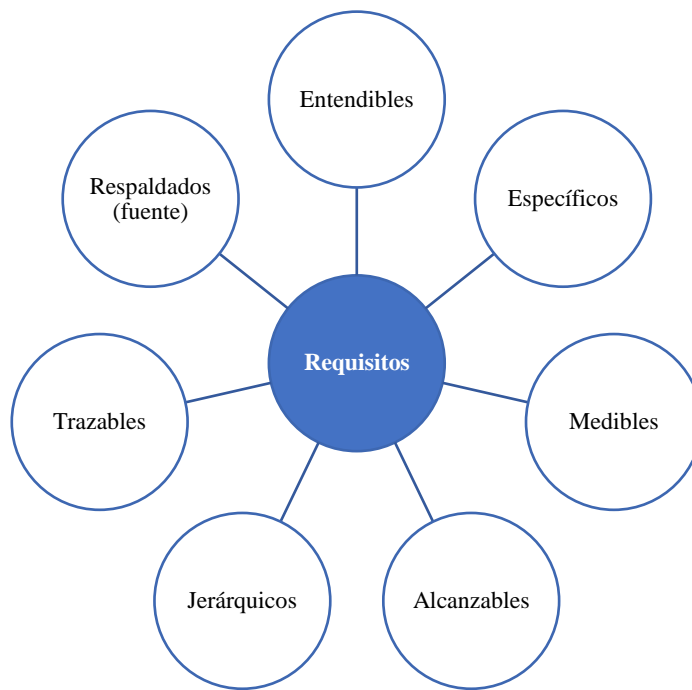 Entendibles
Respaldados
(fuente)
Específicos
Requisitos
Trazables
Medibles
Jerárquicos
Alcanzables